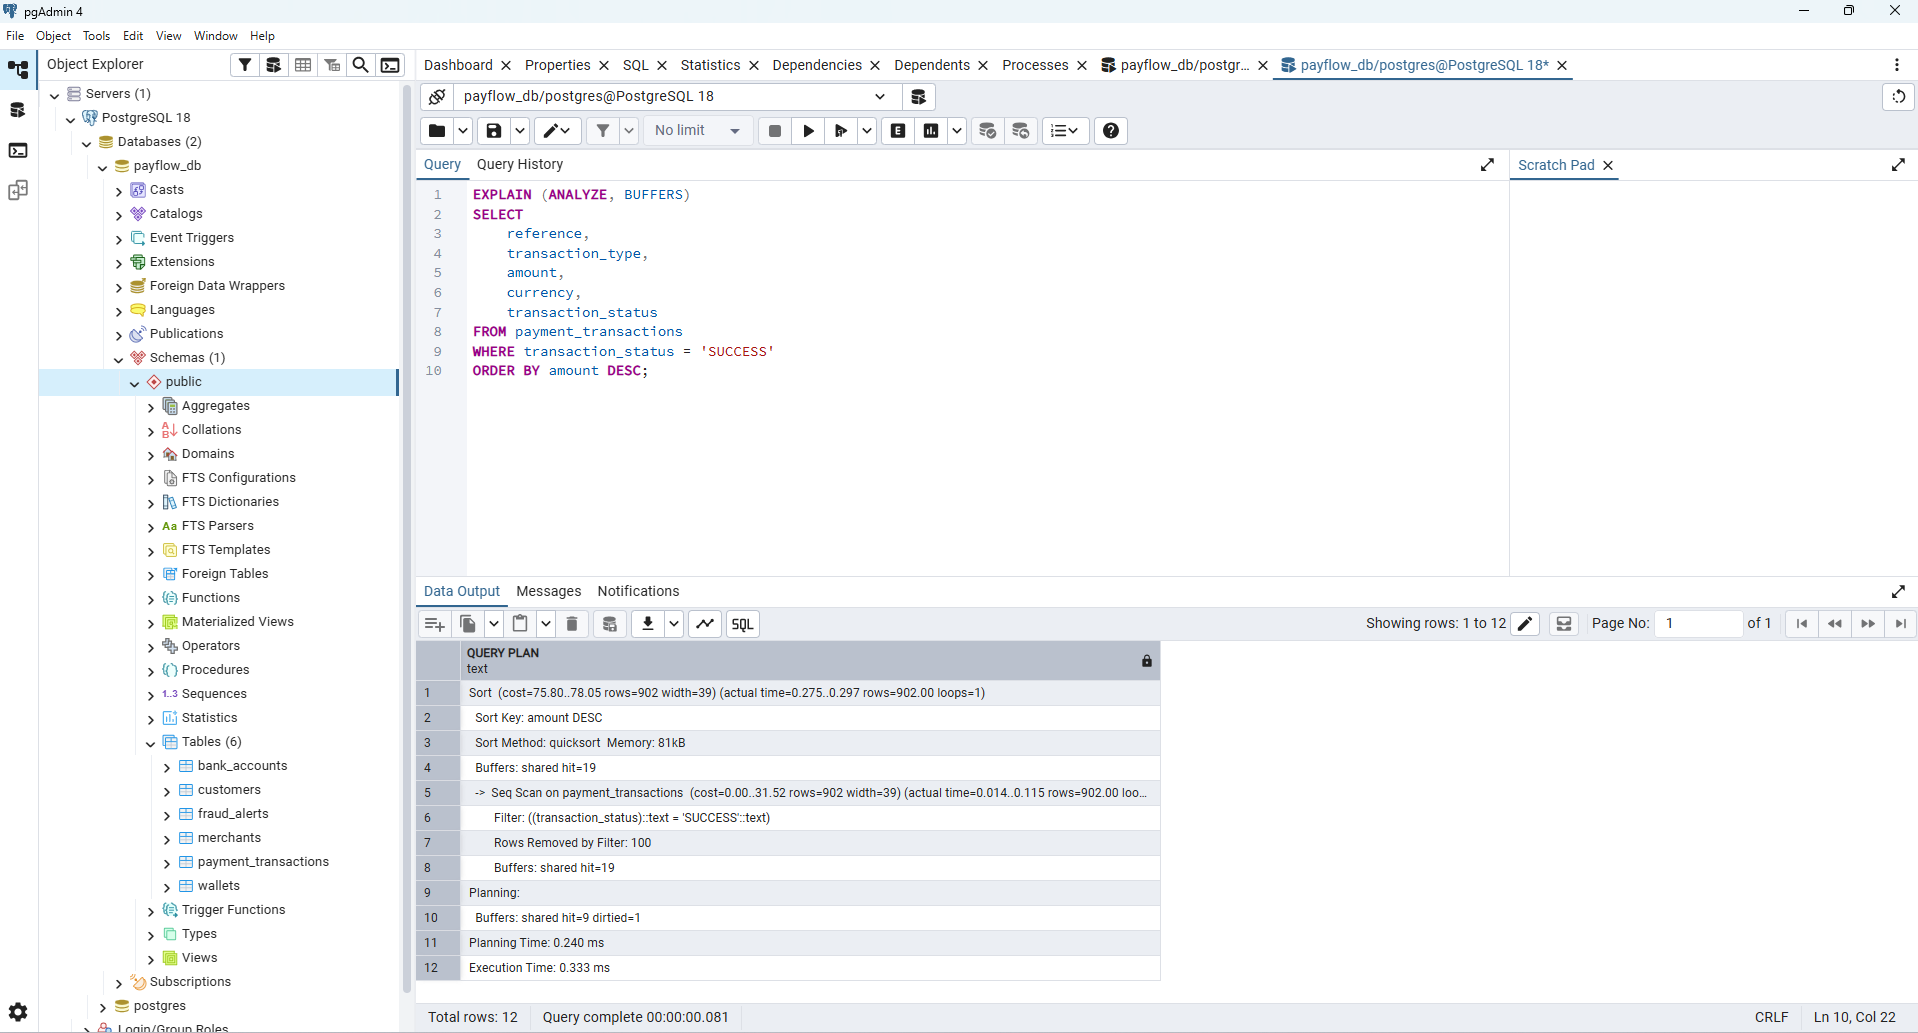 pgAdmin 4
File Object Tools Edit View Window Help
Object Explorer
Servers (1)
PostgreSQL 18
Databases (2)
payflow_db
Casts
Catalogs
Event Triggers
Extensions
Foreign Data Wrappers
Languages
Publications
Schemas (1)
public
Aggregates
Collations
Domains
FTS Configurations
FTS Dictionaries
Aa FTS Parsers
FTS Templates
Foreign Tables
Functions
Materialized Views
Operators
Procedures
1..3 Sequences
Statistics
Tables (6)
bank_accounts
customers
fraud_alerts
merchants
payment_transactions
wallets
Trigger Functions
Types
Views
Subscriptions
postgres
Login/Group Roles
Dashboard Properties SQL Statistics Dependencies Dependents Processes payflow_db/postgr... payflow_db/postgres@PostgreSQL 18*
payflow_db/postgres@PostgreSQL 18
No limit E
Query Query History
Scratch Pad
1 EXPLAIN (ANALYZE, BUFFERS)
2 SELECT
3 reference,
4 transaction_type,
5 amount,
6 currency,
7 transaction_status
8 FROM payment_transactions
9 WHERE transaction_status = 'SUCCESS'
10 ORDER BY amount DESC;
Data Output Messages Notifications
SQL Showing rows: 1 to 12 Page No: 1 of 1
QUERY PLAN
text
1 Sort (cost=75.80..78.05 rows=902 width=39) (actual time=0.275..0.297 rows=902.00 loops=1)
2 Sort Key: amount DESC
3 Sort Method: quicksort Memory: 81kB
4 Buffers: shared hit=19
5 -> Seq Scan on payment_transactions (cost=0.00..31.52 rows=902 width=39) (actual time=0.014..0.115 rows=902.00 loo...
6 Filter: ((transaction_status)::text = 'SUCCESS'::text)
7 Rows Removed by Filter: 100
8 Buffers: shared hit=19
9 Planning:
10 Buffers: shared hit=9 dirtied=1
11 Planning Time: 0.240 ms
12 Execution Time: 0.333 ms
Total rows: 12 Query complete 00:00:00.081 CRLF Ln 10, Col 22